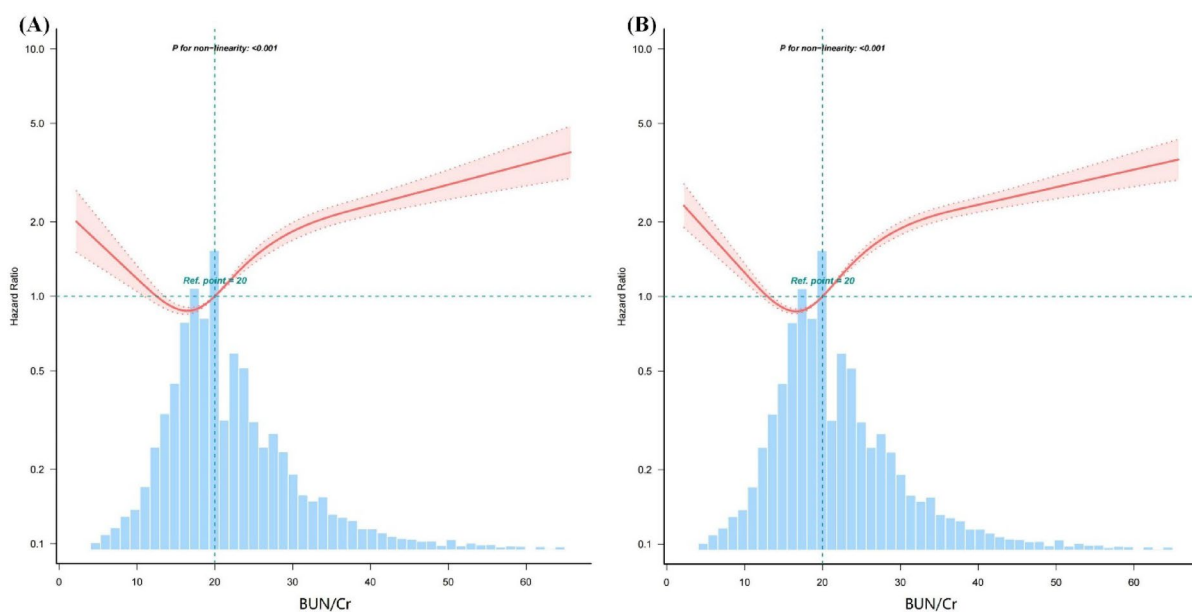 (A)
P for non-linearity: <0.001
10.0
5.0
2.0
Ref. point = 20
1.0
0.5
0.2
0.1
Hazard Ratio
0 10 20 30 40 50 60
BUN/Cr
(B)
P for non-linearity: <0.001
10.0
5.0
2.0
Ref. point = 20
1.0
0.5
0.2
0.1
Hazard Ratio
0 10 20 30 40 50 60
BUN/Cr